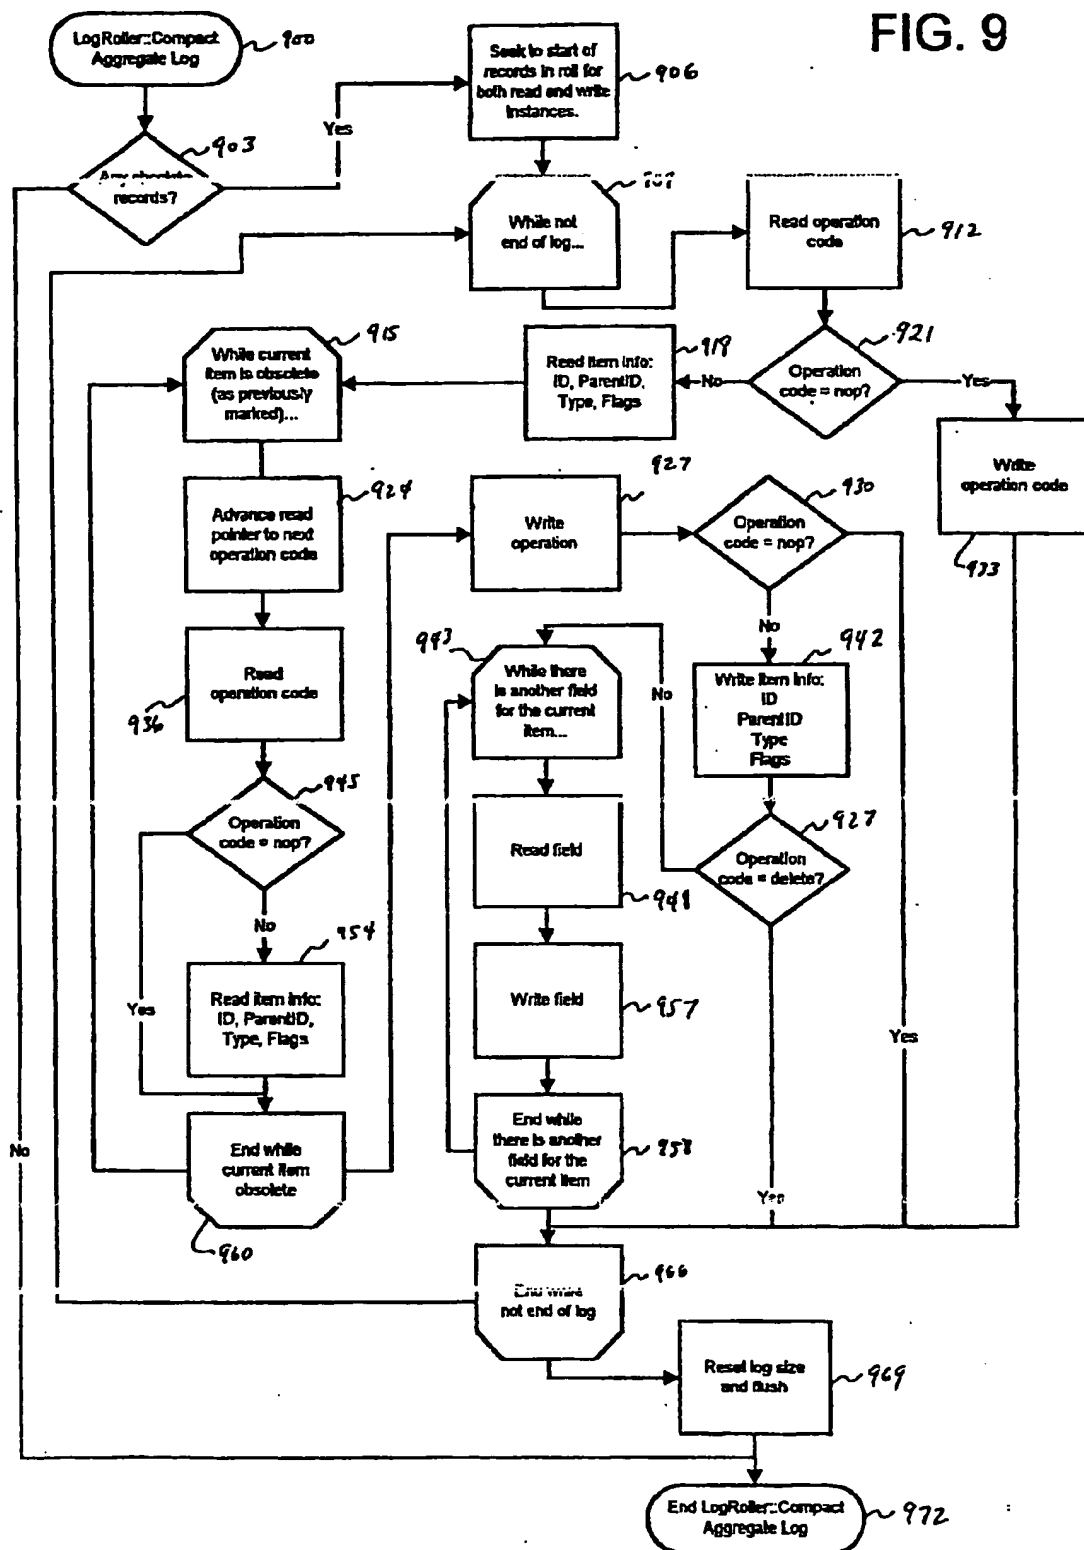 FIG. 9
LogRoller::Compact
Aggregate Log
900
903
records?
Yes
Seek to start of
records in roll for
both read and write
instances.
906
While not
end of log...
Read operation
code
912
921
Operation
code = nop?
Yes
No
918
Read item info:
ID, ParentID,
Type, Flags
915
While current
item is obsolete
(as previously
marked)...
Write
operation code
933
924
Advance read
pointer to next
operation code
927
Write
operation
930
Operation
code = nop?
No
Yes
Read
operation code
936
943
While there
is another field
for the current
item...
No
942
Write item info:
ID
ParentID
Type
Flags
945
Operation
code = nop?
No
Yes
Read field
948
927
Operation
code = delete?
Yes
954
Read item info:
ID, ParentID,
Type, Flags
Write field
957
No
End while
current item
obsolete
960
End while
there is another
field for the
current item
958
End while
not end of log
966
Reset log size
and flush
969
End LogRoller::Compact
Aggregate Log
972